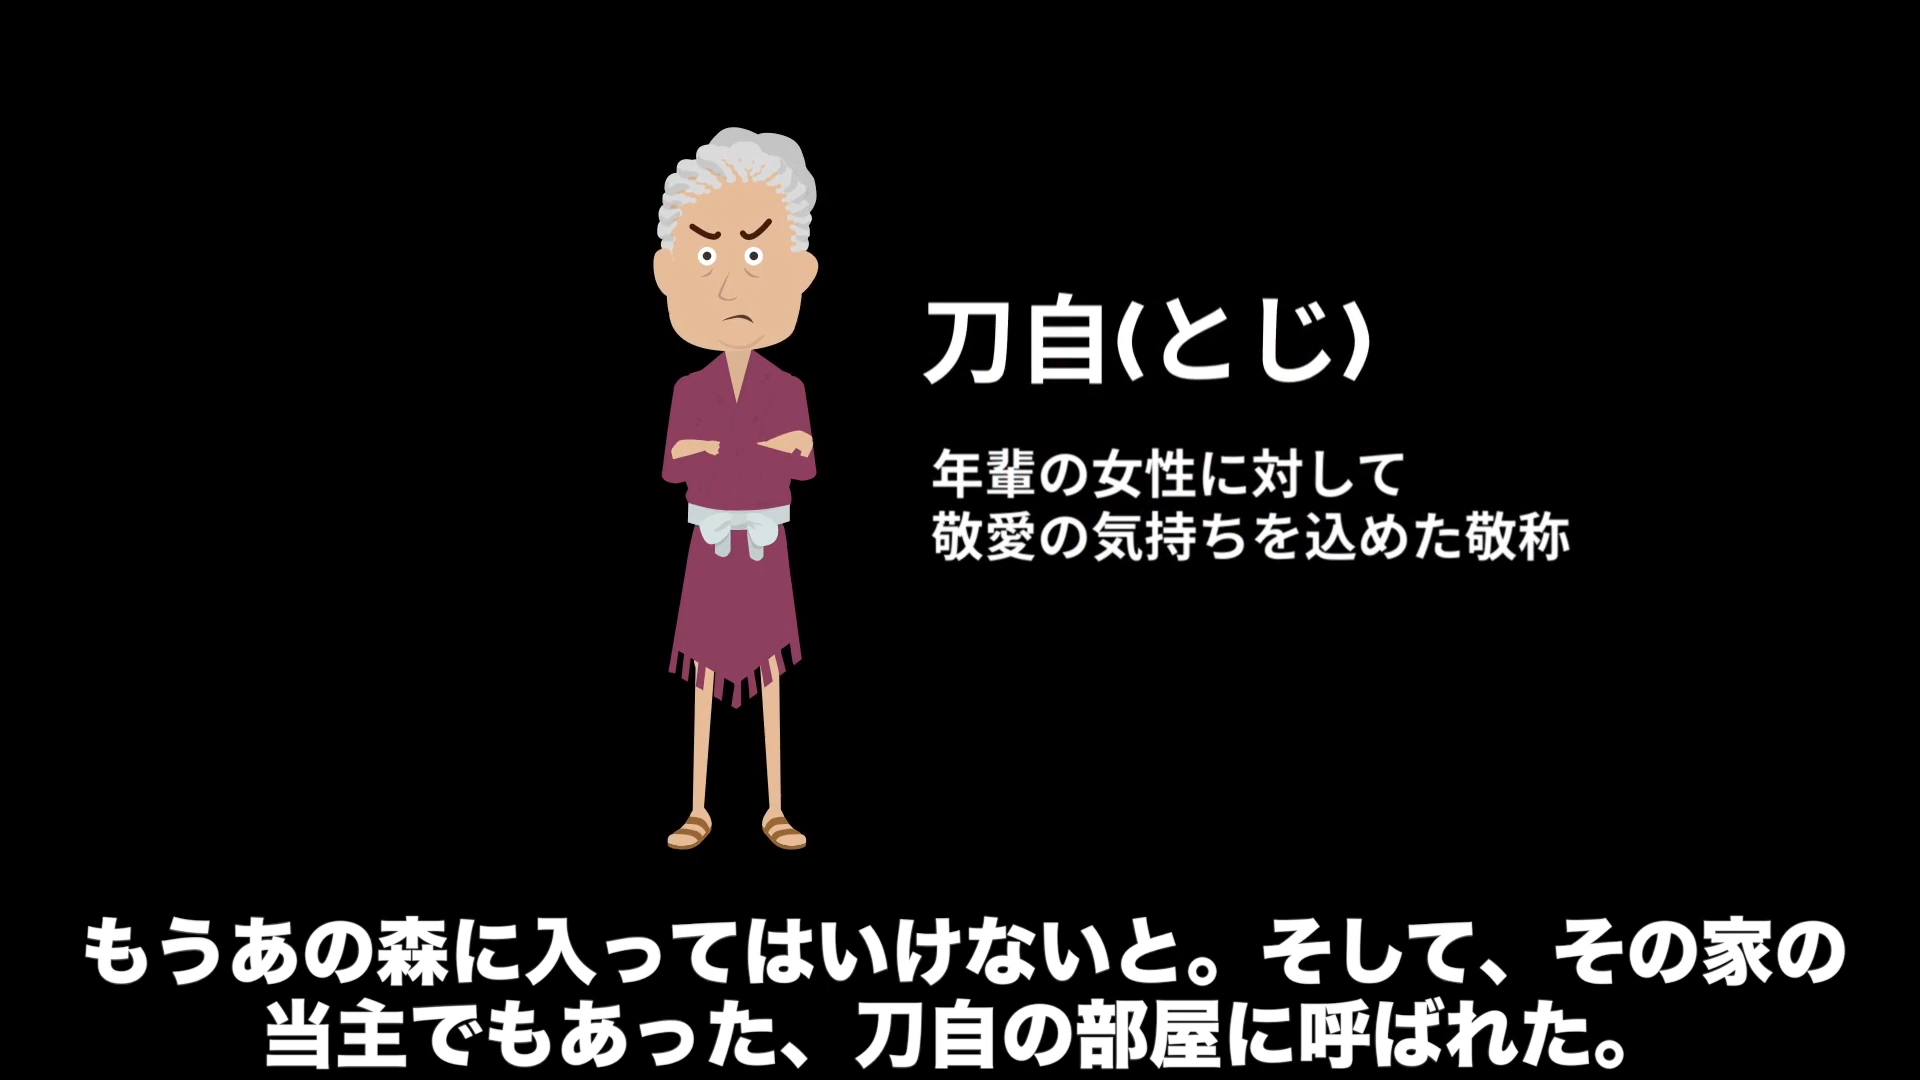 刀自(とじ)
年輩の女性に対して
敬愛の気持ちを込めた敬称
もうあの森に入ってはいけないと。そして、その家の
当主でもあった、刀自の部屋に呼ばれた。